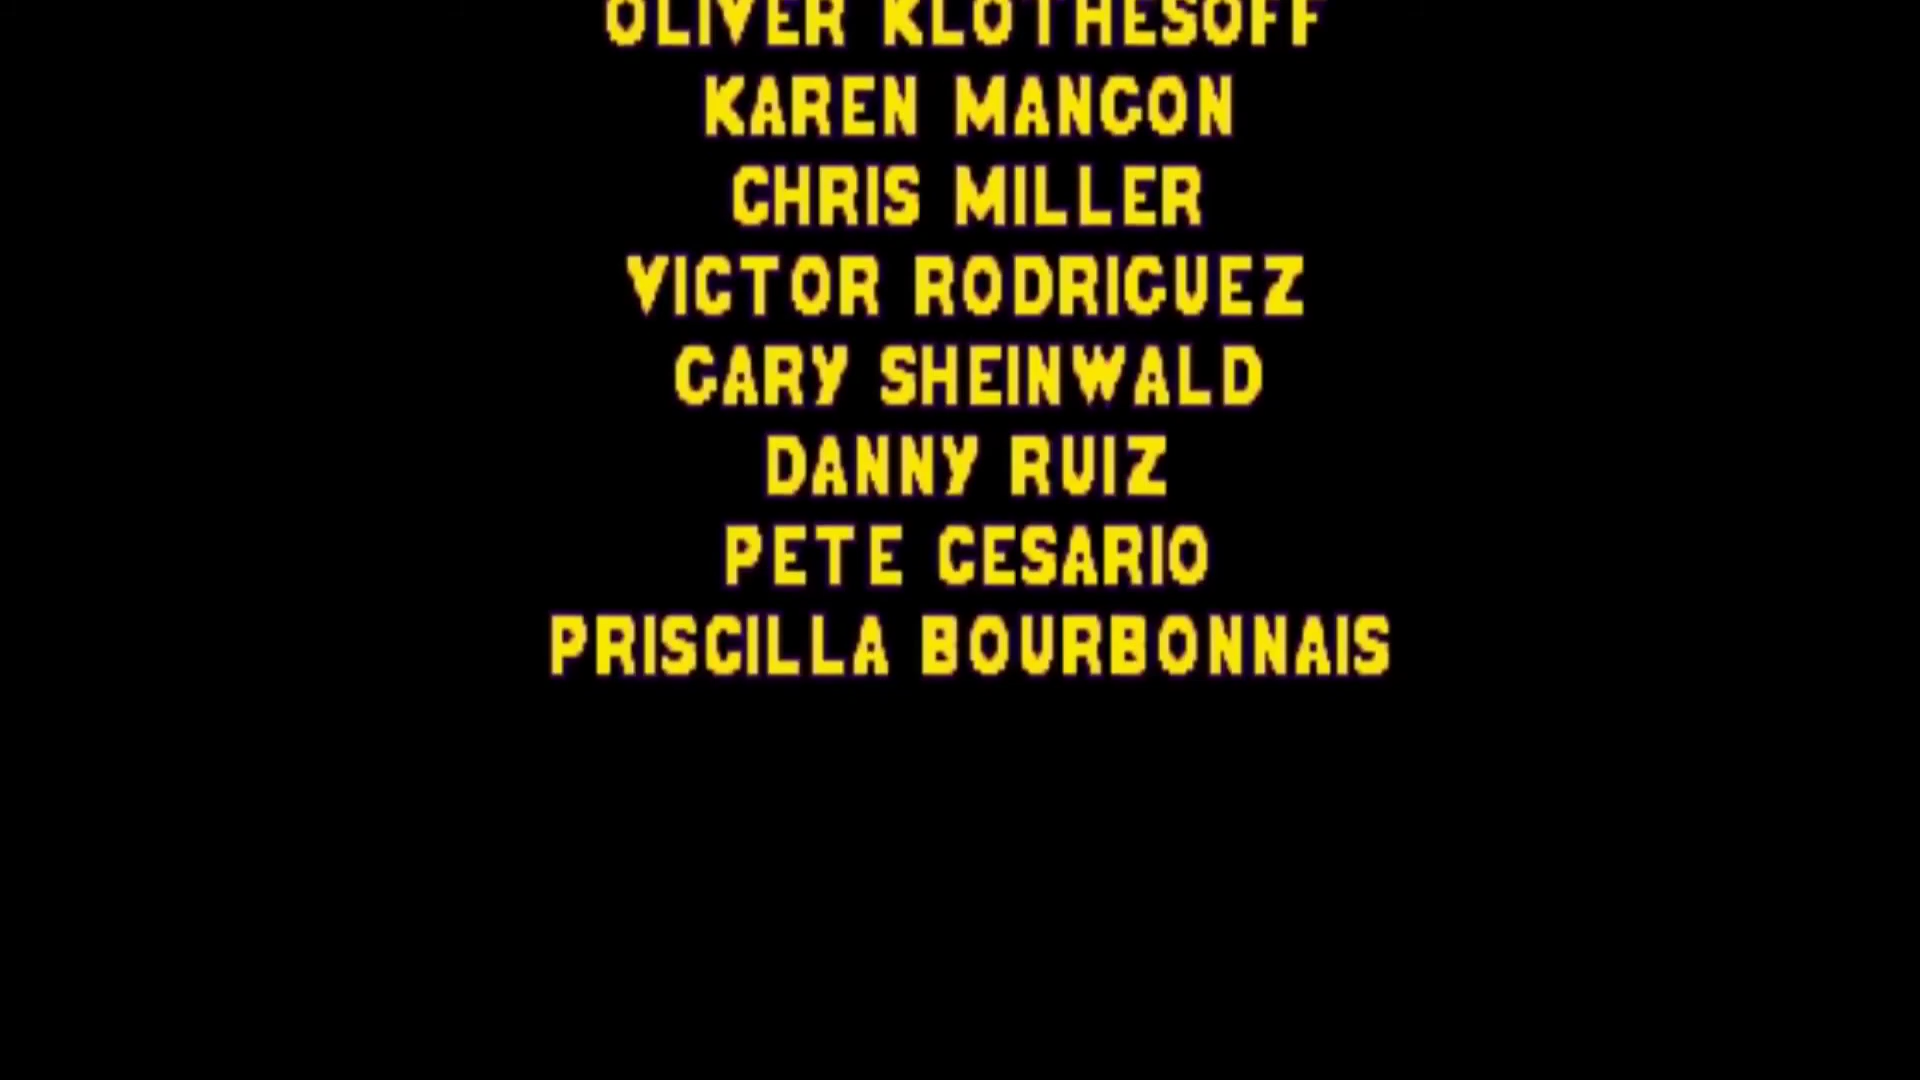 OLIVER KLOTHESOFF
KAREN MANGON
CHRIS MILLER
VICTOR RODRIGUEZ
GARY SHEINWALD
DANNY RUIZ
PETE CESARIO
PRISCILLA BOURBONNAIS